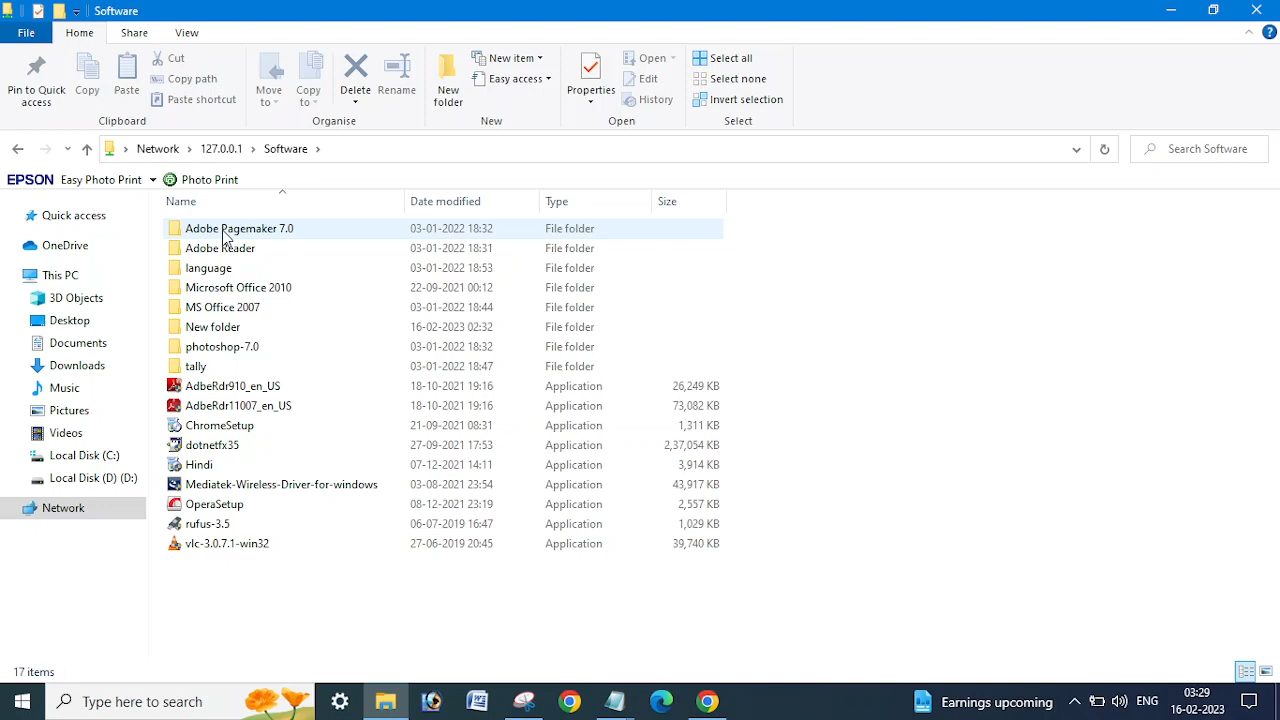 Software
File Home Share View
Pin to Quick access
Copy
Paste
Cut
Copy path
Paste shortcut
Clipboard
Move to
Copy to
Delete
Rename
Organise
New folder
New item
Easy access
New
Properties
Open
Edit
History
Open
Select all
Select none
Invert selection
Select
Network > 127.0.0.1 > Software >
Search Software
EPSON Easy Photo Print Photo Print
Quick access
OneDrive
This PC
3D Objects
Desktop
Documents
Downloads
Music
Pictures
Videos
Local Disk (C:)
Local Disk (D) (D:)
Network
Name Date modified Type Size
Adobe Pagemaker 7.0 03-01-2022 18:32 File folder
Adobe Reader 03-01-2022 18:31 File folder
language 03-01-2022 18:53 File folder
Microsoft Office 2010 22-09-2021 00:12 File folder
MS Office 2007 03-01-2022 18:44 File folder
New folder 16-02-2023 02:32 File folder
photoshop-7.0 03-01-2022 18:32 File folder
tally 03-01-2022 18:47 File folder
AdbeRdr910_en_US 18-10-2021 19:16 Application 26,249 KB
AdbeRdr11007_en_US 18-10-2021 19:16 Application 73,082 KB
ChromeSetup 21-09-2021 08:31 Application 1,311 KB
dotnetfx35 27-09-2021 17:53 Application 2,37,054 KB
Hindi 07-12-2021 14:11 Application 3,914 KB
Mediatek-Wireless-Driver-for-windows 03-08-2021 23:54 Application 43,917 KB
OperaSetup 08-12-2021 23:19 Application 2,557 KB
rufus-3.5 06-07-2019 16:47 Application 1,029 KB
vlc-3.0.7.1-win32 27-06-2019 20:45 Application 39,740 KB
17 items
Type here to search
Earnings upcoming
ENG
03:29
16-02-2023